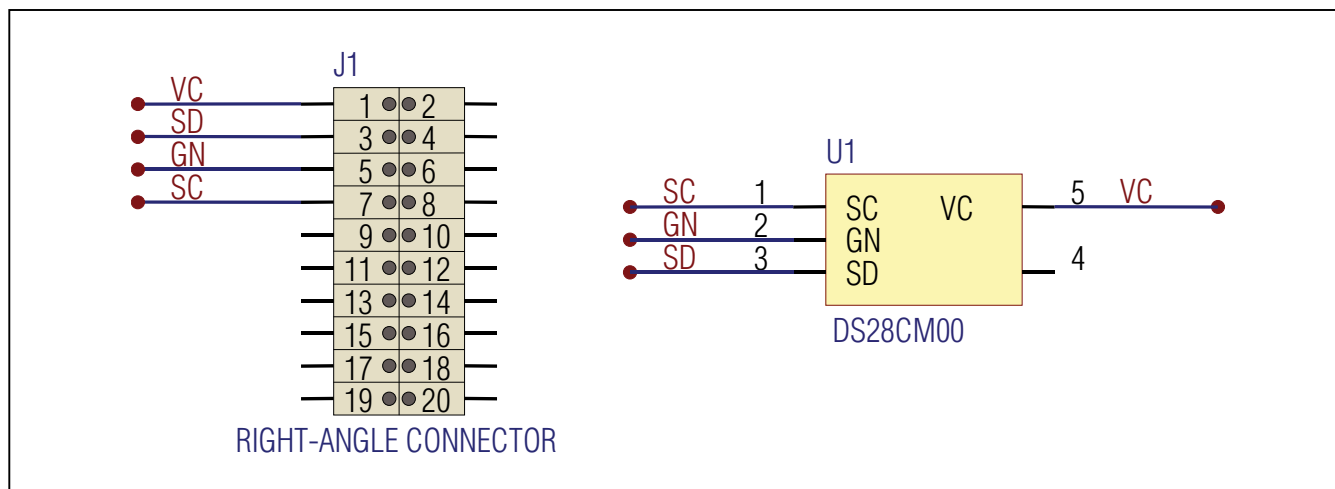 J1
VC 1 2
SD 3 4
GN 5 6
SC 7 8
9 10
11 12
13 14
15 16
17 18
19 20
RIGHT-ANGLE CONNECTOR
U1
SC 1 SC VC 5 VC
GN 2 GN
SD 3 SD 4
DS28CM00